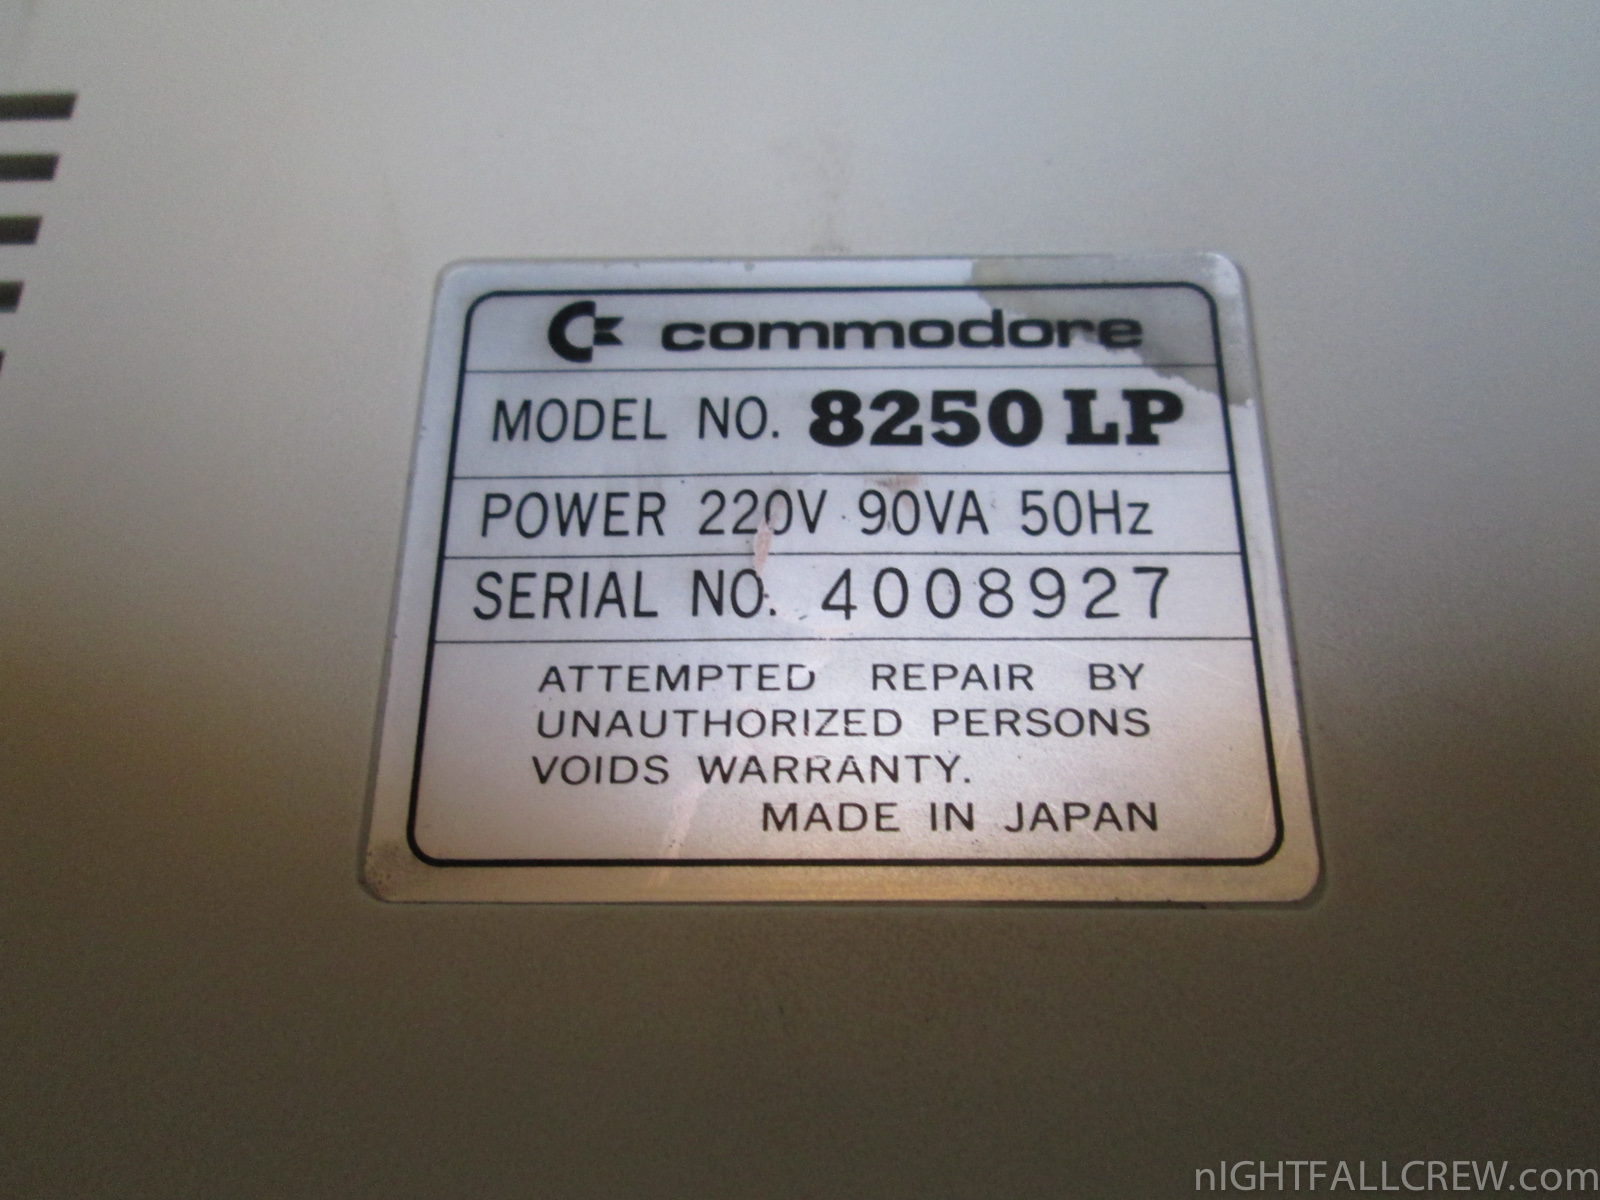 commodore
MODEL NO. 8250 LP
POWER 220V 90VA 50Hz
SERIAL NO. 4008927
ATTEMPTED REPAIR BY
UNAUTHORIZED PERSONS
VOIDS WARRANTY.
MADE IN JAPAN
nIGHTFALLCREW.com